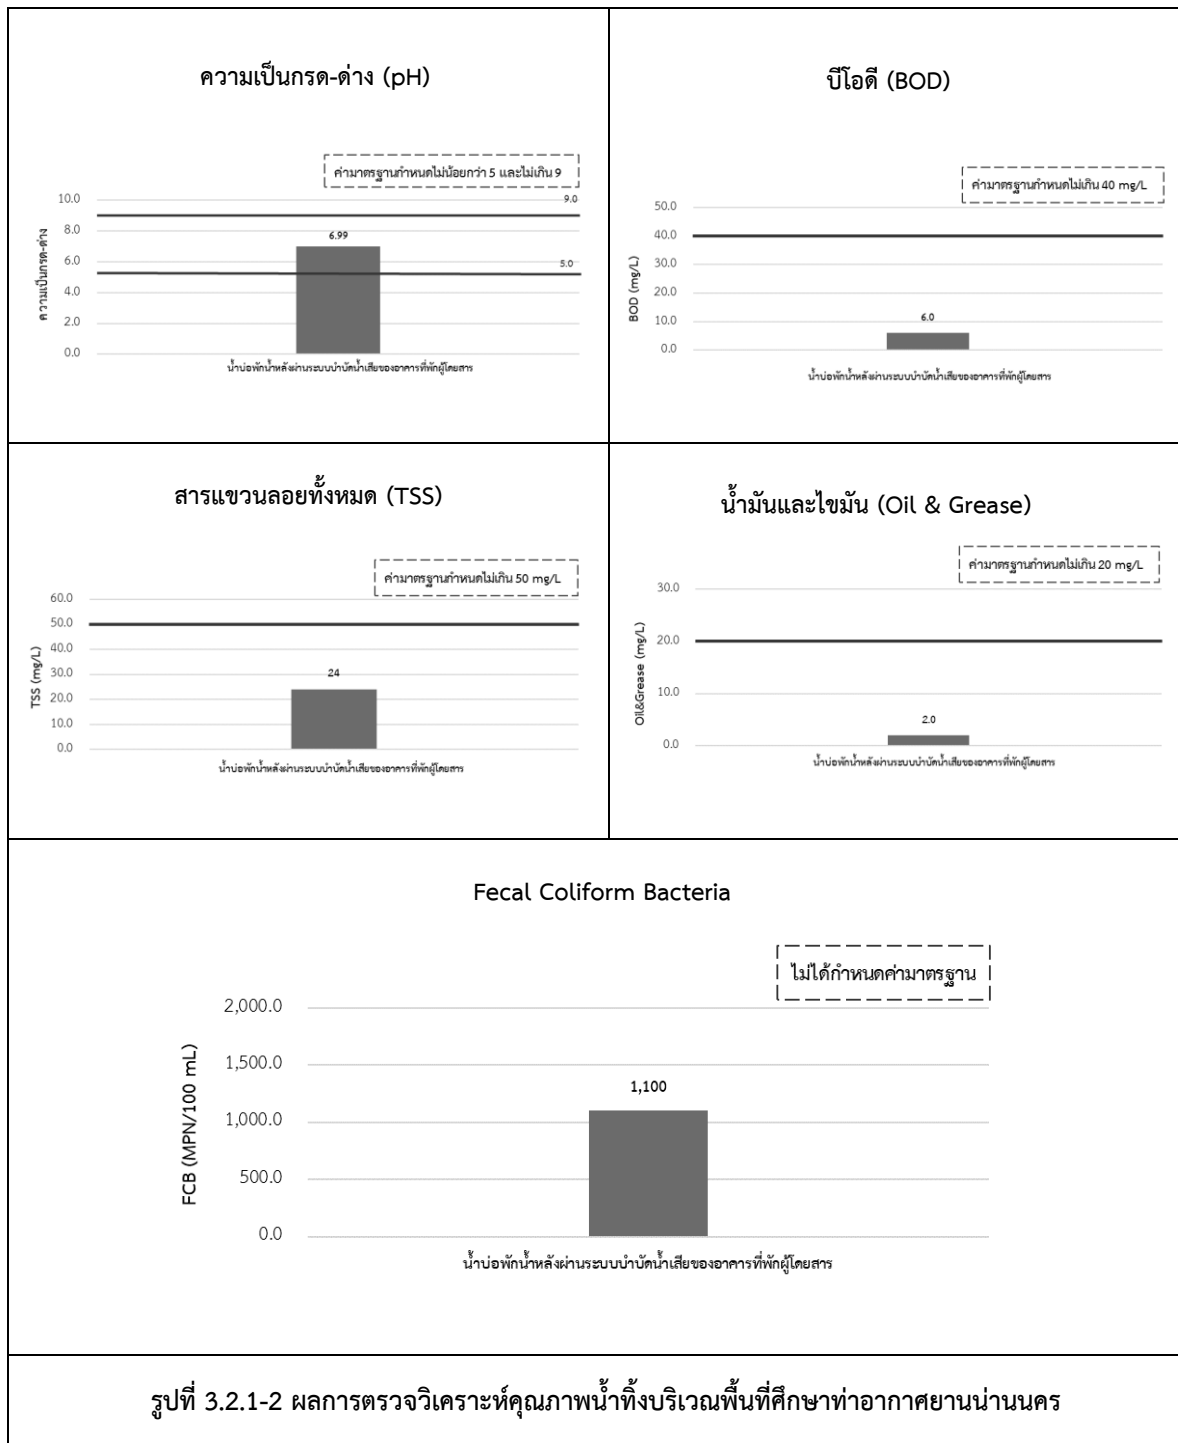 ความเป็นกรด-ด่าง (pH)
ค่ามาตรฐานกำหนดไม่น้อยกว่า 5 และไม่เกิน 9
ความเป็นกรด-ด่าง
10.0
8.0
6.0
4.0
2.0
0.0
9.0
6.99
5.0
น้ำบ่อพักน้ำหลังผ่านระบบบำบัดน้ำเสียของอาคารที่พักผู้โดยสาร
บีโอดี (BOD)
ค่ามาตรฐานกำหนดไม่เกิน 40 mg/L
BOD (mg/L)
50.0
40.0
30.0
20.0
10.0
0.0
6.0
น้ำบ่อพักน้ำหลังผ่านระบบบำบัดน้ำเสียของอาคารที่พักผู้โดยสาร
สารแขวนลอยทั้งหมด (TSS)
ค่ามาตรฐานกำหนดไม่เกิน 50 mg/L
TSS (mg/L)
60.0
50.0
40.0
30.0
20.0
10.0
0.0
24
น้ำบ่อพักน้ำหลังผ่านระบบบำบัดน้ำเสียของอาคารที่พักผู้โดยสาร
น้ำมันและไขมัน (Oil & Grease)
ค่ามาตรฐานกำหนดไม่เกิน 20 mg/L
Oil&Grease (mg/L)
30.0
20.0
10.0
0.0
2.0
น้ำบ่อพักน้ำหลังผ่านระบบบำบัดน้ำเสียของอาคารที่พักผู้โดยสาร
Fecal Coliform Bacteria
ไม่ได้กำหนดค่ามาตรฐาน
FCB (MPN/100 mL)
2,000.0
1,500.0
1,000.0
500.0
0.0
1,100
น้ำบ่อพักน้ำหลังผ่านระบบบำบัดน้ำเสียของอาคารที่พักผู้โดยสาร
รูปที่ 3.2.1-2 ผลการตรวจวิเคราะห์คุณภาพน้ำทิ้งบริเวณพื้นที่ศึกษาท่าอากาศยานน่านนคร